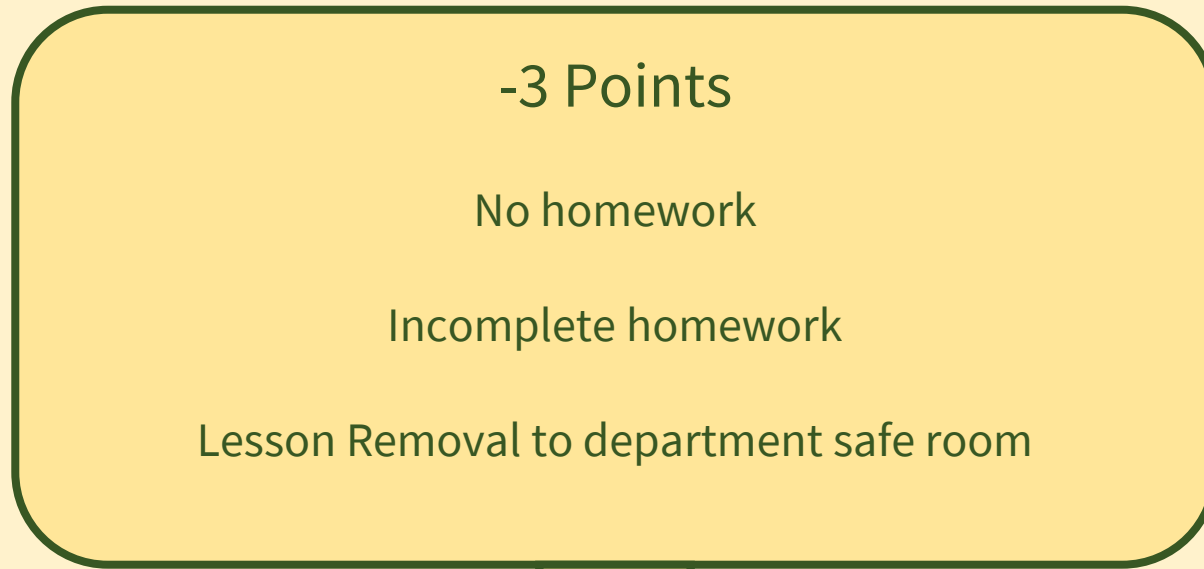 -3 Points
No homework
Incomplete homework
Lesson Removal to department safe room